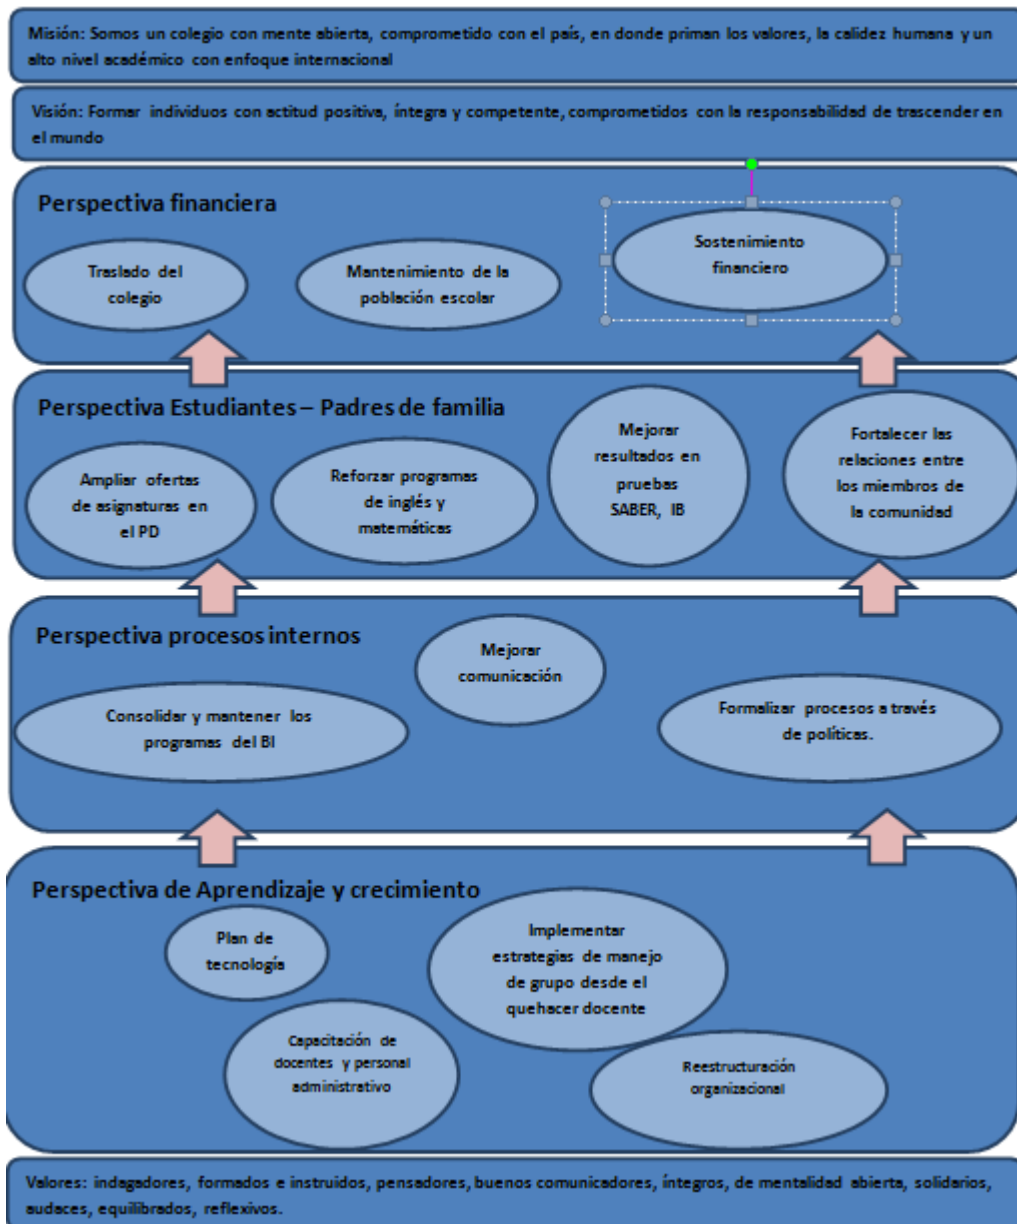 Misión: Somos un colegio con mente abierta, comprometido con el país, en donde priman los valores, la calidez humana y un
alto nivel académico con enfoque internacional
Visión: Formar individuos con actitud positiva, íntegra y competente, comprometidos con la responsabilidad de trascender en
el mundo
Perspectiva financiera
Traslado del
colegio
Mantenimiento de la
población escolar
Sostenimiento
financiero
Perspectiva Estudiantes – Padres de familia
Ampliar ofertas
de asignaturas en
el PD
Reforzar programas
de inglés y
matemáticas
Mejorar
resultados en
pruebas
SABER, IB
Fortalecer las
relaciones entre
los miembros de
la comunidad
Perspectiva procesos internos
Mejorar
comunicación
Consolidar y mantener los
programas del BI
Formalizar procesos a través
de políticas.
Perspectiva de Aprendizaje y crecimiento
Plan de
tecnología
Implementar
estrategias de manejo
de grupo desde el
quehacer docente
Capacitación de
docentes y personal
administrativo
Reestructuración
organizacional
Valores: indagadores, formados e instruidos, pensadores, buenos comunicadores, íntegros, de mentalidad abierta, solidarios,
audaces, equilibrados, reflexivos.